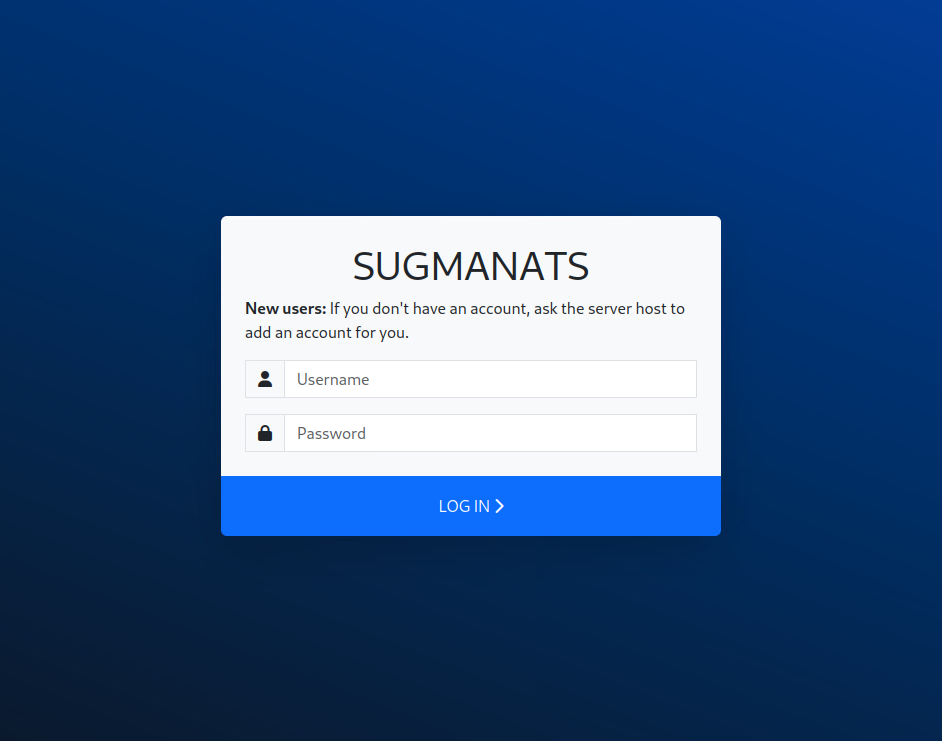 SUGMANATS
New users: If you don't have an account, ask the server host to
add an account for you.
Username
Password
LOG IN